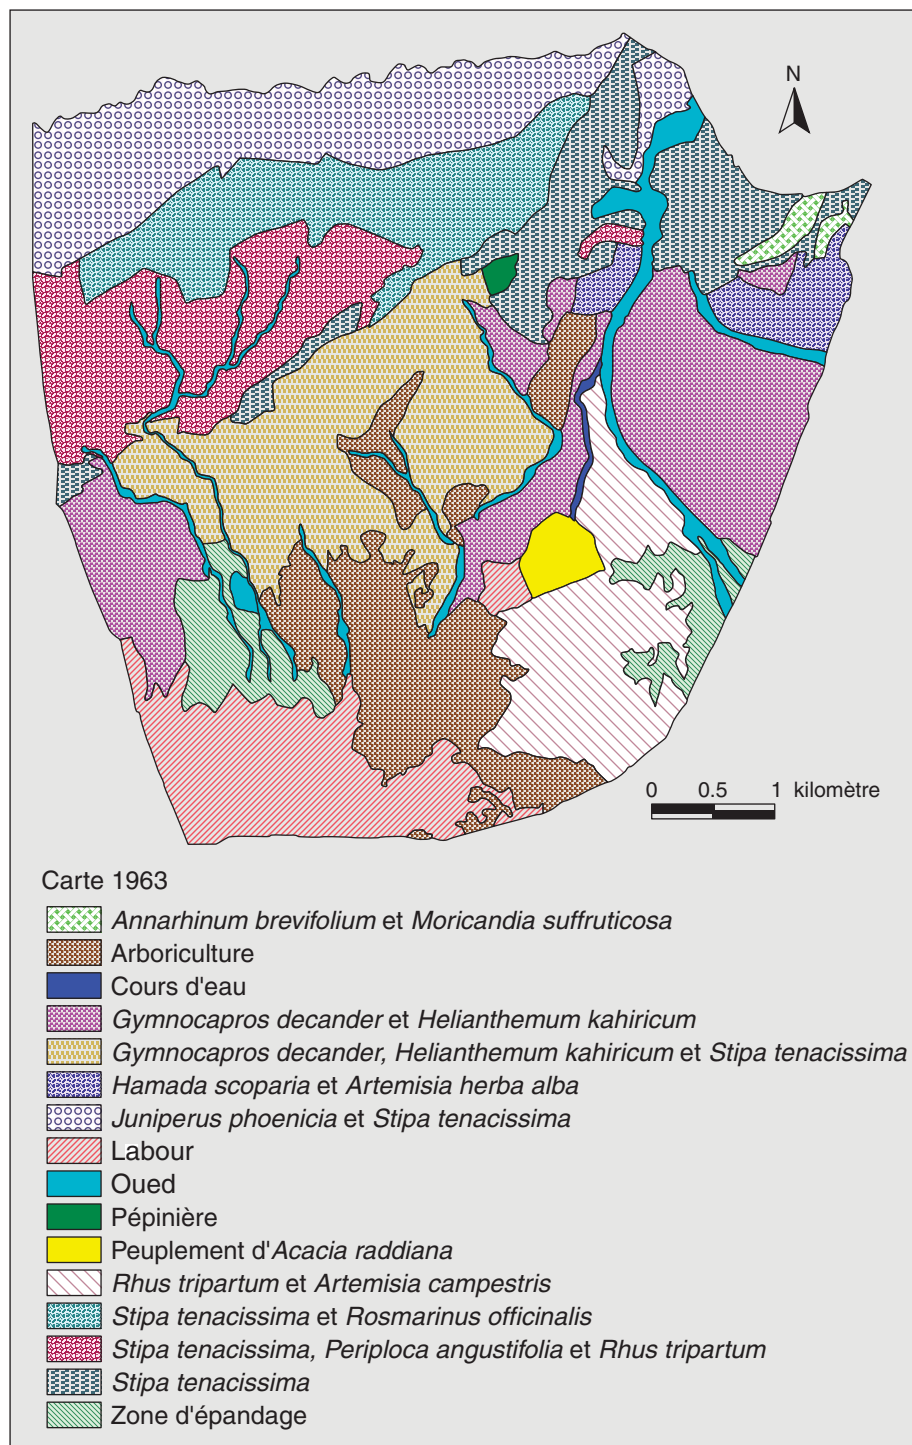 N
0 0.5 1 kilomètre
Carte 1963
Annarhinum brevifolium et Moricandia suffruticosa
Arboriculture
Cours d'eau
Gymnocapros decander et Helianthemum kahiricum
Gymnocapros decander, Helianthemum kahiricum et Stipa tenacissima
Hamada scoparia et Artemisia herba alba
Juniperus phoenicia et Stipa tenacissima
Labour
Oued
Pépinière
Peuplement d'Acacia raddiana
Rhus tripartum et Artemisia campestris
Stipa tenacissima et Rosmarinus officinalis
Stipa tenacissima, Periploca angustifolia et Rhus tripartum
Stipa tenacissima
Zone d'épandage